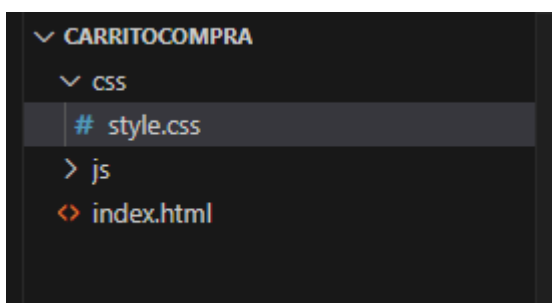 CARRITOCOMPRA
css
# style.css
js
<> index.html